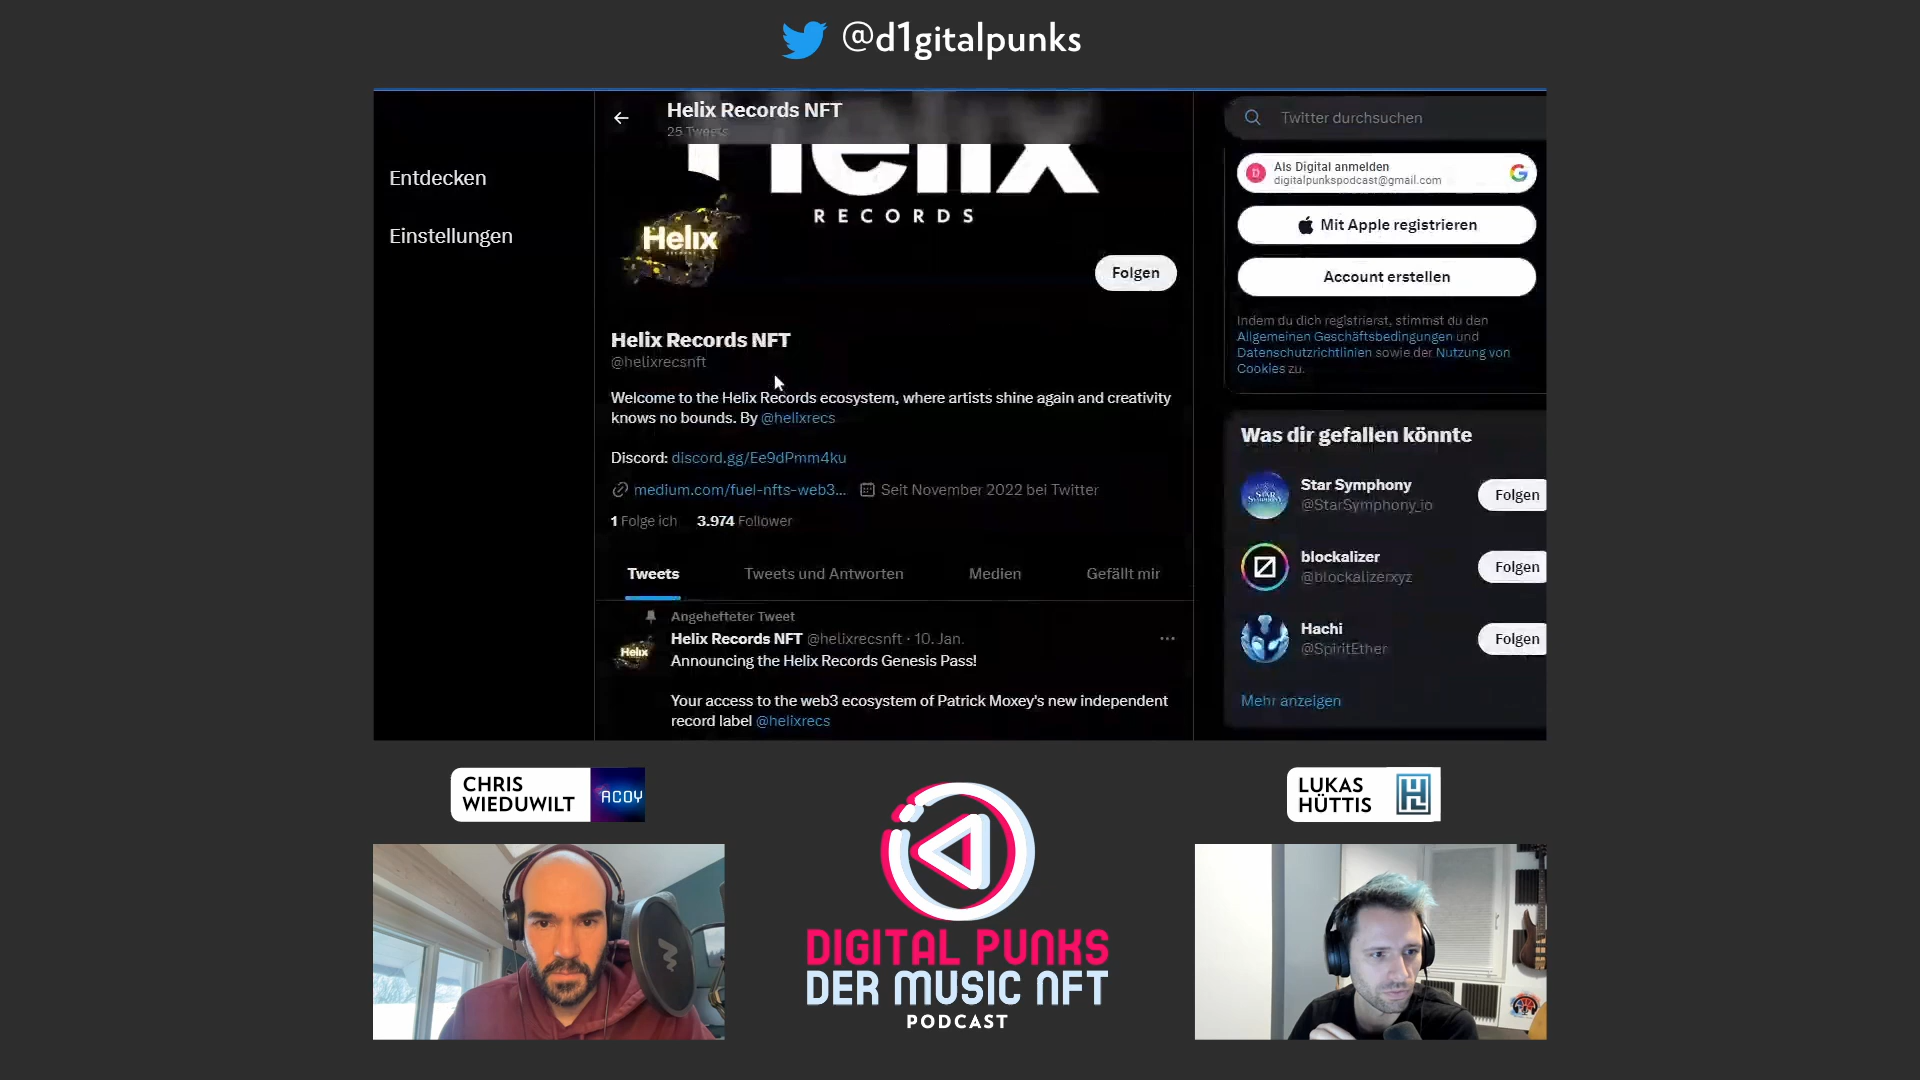 @d1gitalpunks
Helix Records NFT
25 Tweets
Helix
RECORDS
Helix
Folgen
Entdecken
Einstellungen
Helix Records NFT
@helixrecsnft
Welcome to the Helix Records ecosystem, where artists shine again and creativity
knows no bounds. By @helixrecs
Discord: discord.gg/Ee9dPmm4ku
medium.com/fuel-nfts-web3... Seit November 2022 bei Twitter
1 Folge ich 3.974 Follower
Tweets Tweets und Antworten Medien Gefällt mir
Angehefteter Tweet
Helix Records NFT @helixrecsnft · 10. Jan.
Helix
Announcing the Helix Records Genesis Pass!
Your access to the web3 ecosystem of Patrick Moxey's new independent
record label @helixrecs
Twitter durchsuchen
D
Als Digital anmelden
digitalpunkspodcast@gmail.com
Mit Apple registrieren
Account erstellen
Indem du dich registrierst, stimmst du den
Allgemeinen Geschäftsbedingungen und
Datenschutzrichtlinien sowie der Nutzung von
Cookies zu.
Was dir gefallen könnte
STAR
Star Symphony
@StarSymphony_io
Folgen
blockalizer
@blockalizerxyz
Folgen
Hachi
@SpiritEther
Folgen
Mehr anzeigen
CHRIS
WIEDUWILT
ACOY
LUKAS
HÜTTIS
DIGITAL PUNKS
DER MUSIC NFT
PODCAST